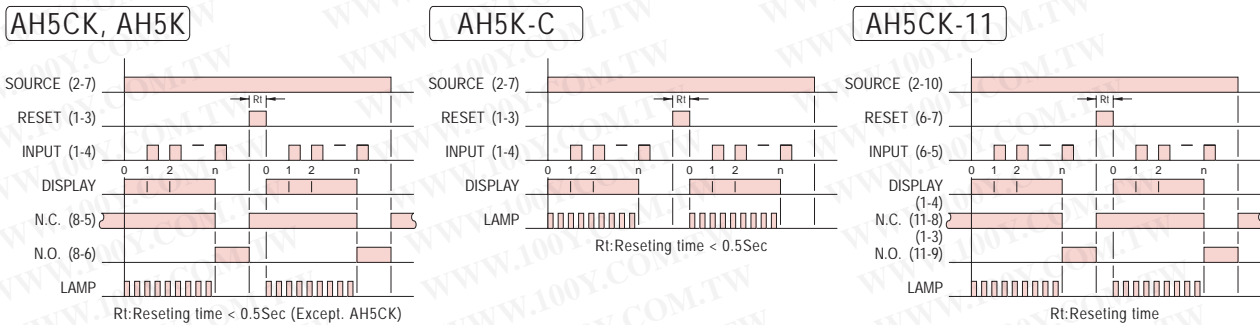 AH5CK, AH5K
SOURCE (2-7)
Rt
RESET (1-3)
INPUT (1-4)
0 1 2 n 0 1 2 n
DISPLAY
N.C. (8-5)
N.O. (8-6)
LAMP
Rt:Reseting time < 0.5Sec (Except. AH5CK)
AH5K-C
SOURCE (2-7)
Rt
RESET (1-3)
INPUT (1-4)
0 1 2 n 0 1 2 n
DISPLAY
LAMP
Rt:Reseting time < 0.5Sec
AH5CK-11
SOURCE (2-10)
Rt
RESET (6-7)
INPUT (6-5)
0 1 2 n 0 1 2 n
DISPLAY
(1-4)
N.C. (11-8)
(1-3)
N.O. (11-9)
LAMP
Rt:Reseting time
WWW.100Y.COM.TW